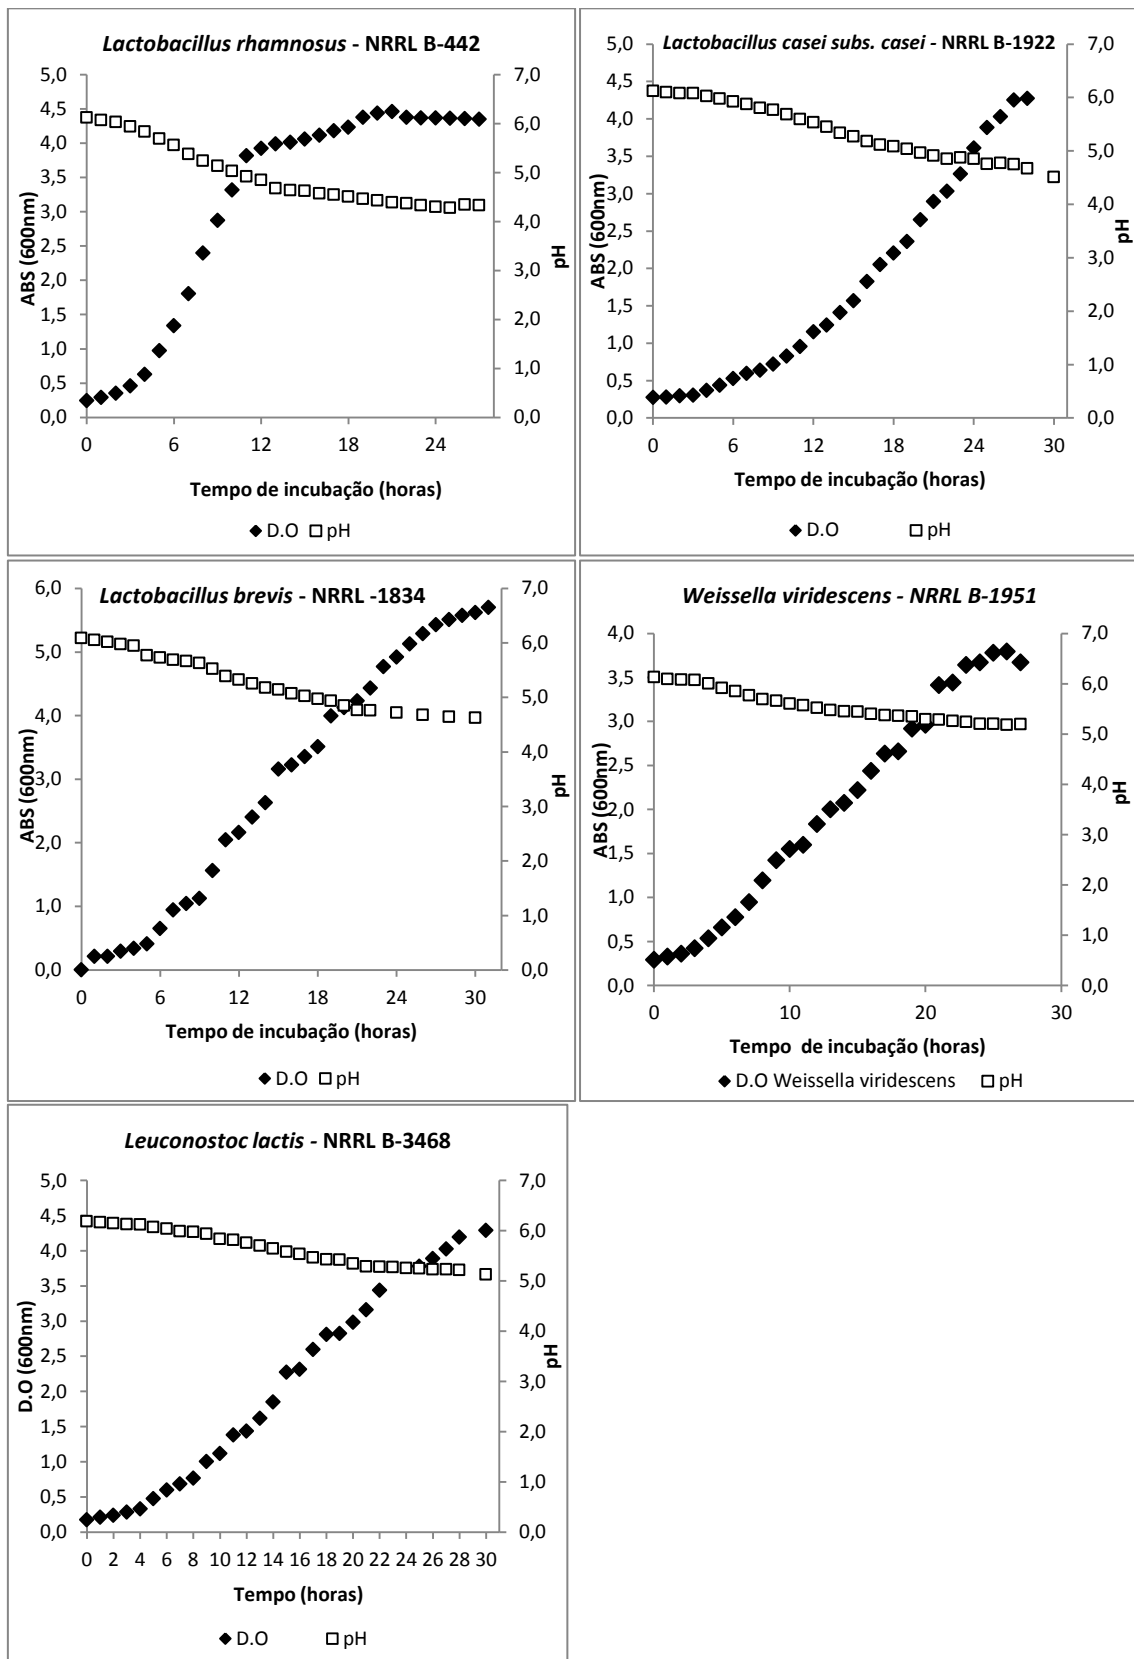 Lactobacillus rhamnosus - NRRL B-442
5,0
4,5
4,0
3,5
3,0
2,5
2,0
1,5
1,0
0,5
0,0
ABS (600nm)
7,0
6,0
5,0
4,0
3,0
2,0
1,0
0,0
pH
0 6 12 18 24
Tempo de incubação (horas)
D.O pH
Lactobacillus casei subs. casei - NRRL B-1922
5,0
4,5
4,0
3,5
3,0
2,5
2,0
1,5
1,0
0,5
0,0
ABS (600nm)
7,0
6,0
5,0
4,0
3,0
2,0
1,0
0,0
pH
0 6 12 18 24 30
Tempo de incubação (horas)
D.O pH
Lactobacillus brevis - NRRL -1834
6,0
5,0
4,0
3,0
2,0
1,0
0,0
ABS (600nm)
7,0
6,0
5,0
4,0
3,0
2,0
1,0
0,0
pH
0 6 12 18 24 30
Tempo de incubação (horas)
D.O pH
Weissella viridescens - NRRL B-1951
4,0
3,5
3,0
2,5
2,0
1,5
1,0
0,5
0,0
ABS (600nm)
7,0
6,0
5,0
4,0
3,0
2,0
1,0
0,0
pH
0 10 20 30
Tempo de incubação (horas)
D.O Weissella viridescens pH
Leuconostoc lactis - NRRL B-3468
5,0
4,5
4,0
3,5
3,0
2,5
2,0
1,5
1,0
0,5
0,0
D.O (600nm)
7,0
6,0
5,0
4,0
3,0
2,0
1,0
0,0
pH
0 2 4 6 8 10 12 14 16 18 20 22 24 26 28 30
Tempo (horas)
D.O pH